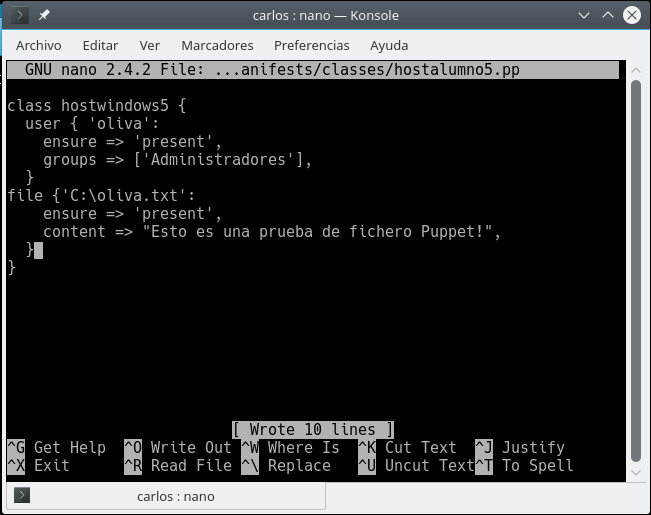 carlos : nano — Konsole
Archivo Editar Ver Marcadores Preferencias Ayuda
GNU nano 2.4.2 File: ...anifests/classes/hostalumno5.pp
class hostwindows5 {
  user { 'oliva':
    ensure => 'present',
    groups => ['Administradores'],
  }
file {'C:\oliva.txt':
    ensure => 'present',
    content => "Esto es una prueba de fichero Puppet!",
  }
}
[ Wrote 10 lines ]
^G Get Help ^O Write Out ^W Where Is ^K Cut Text ^J Justify
^X Exit ^R Read File ^\ Replace ^U Uncut Text ^T To Spell
carlos : nano